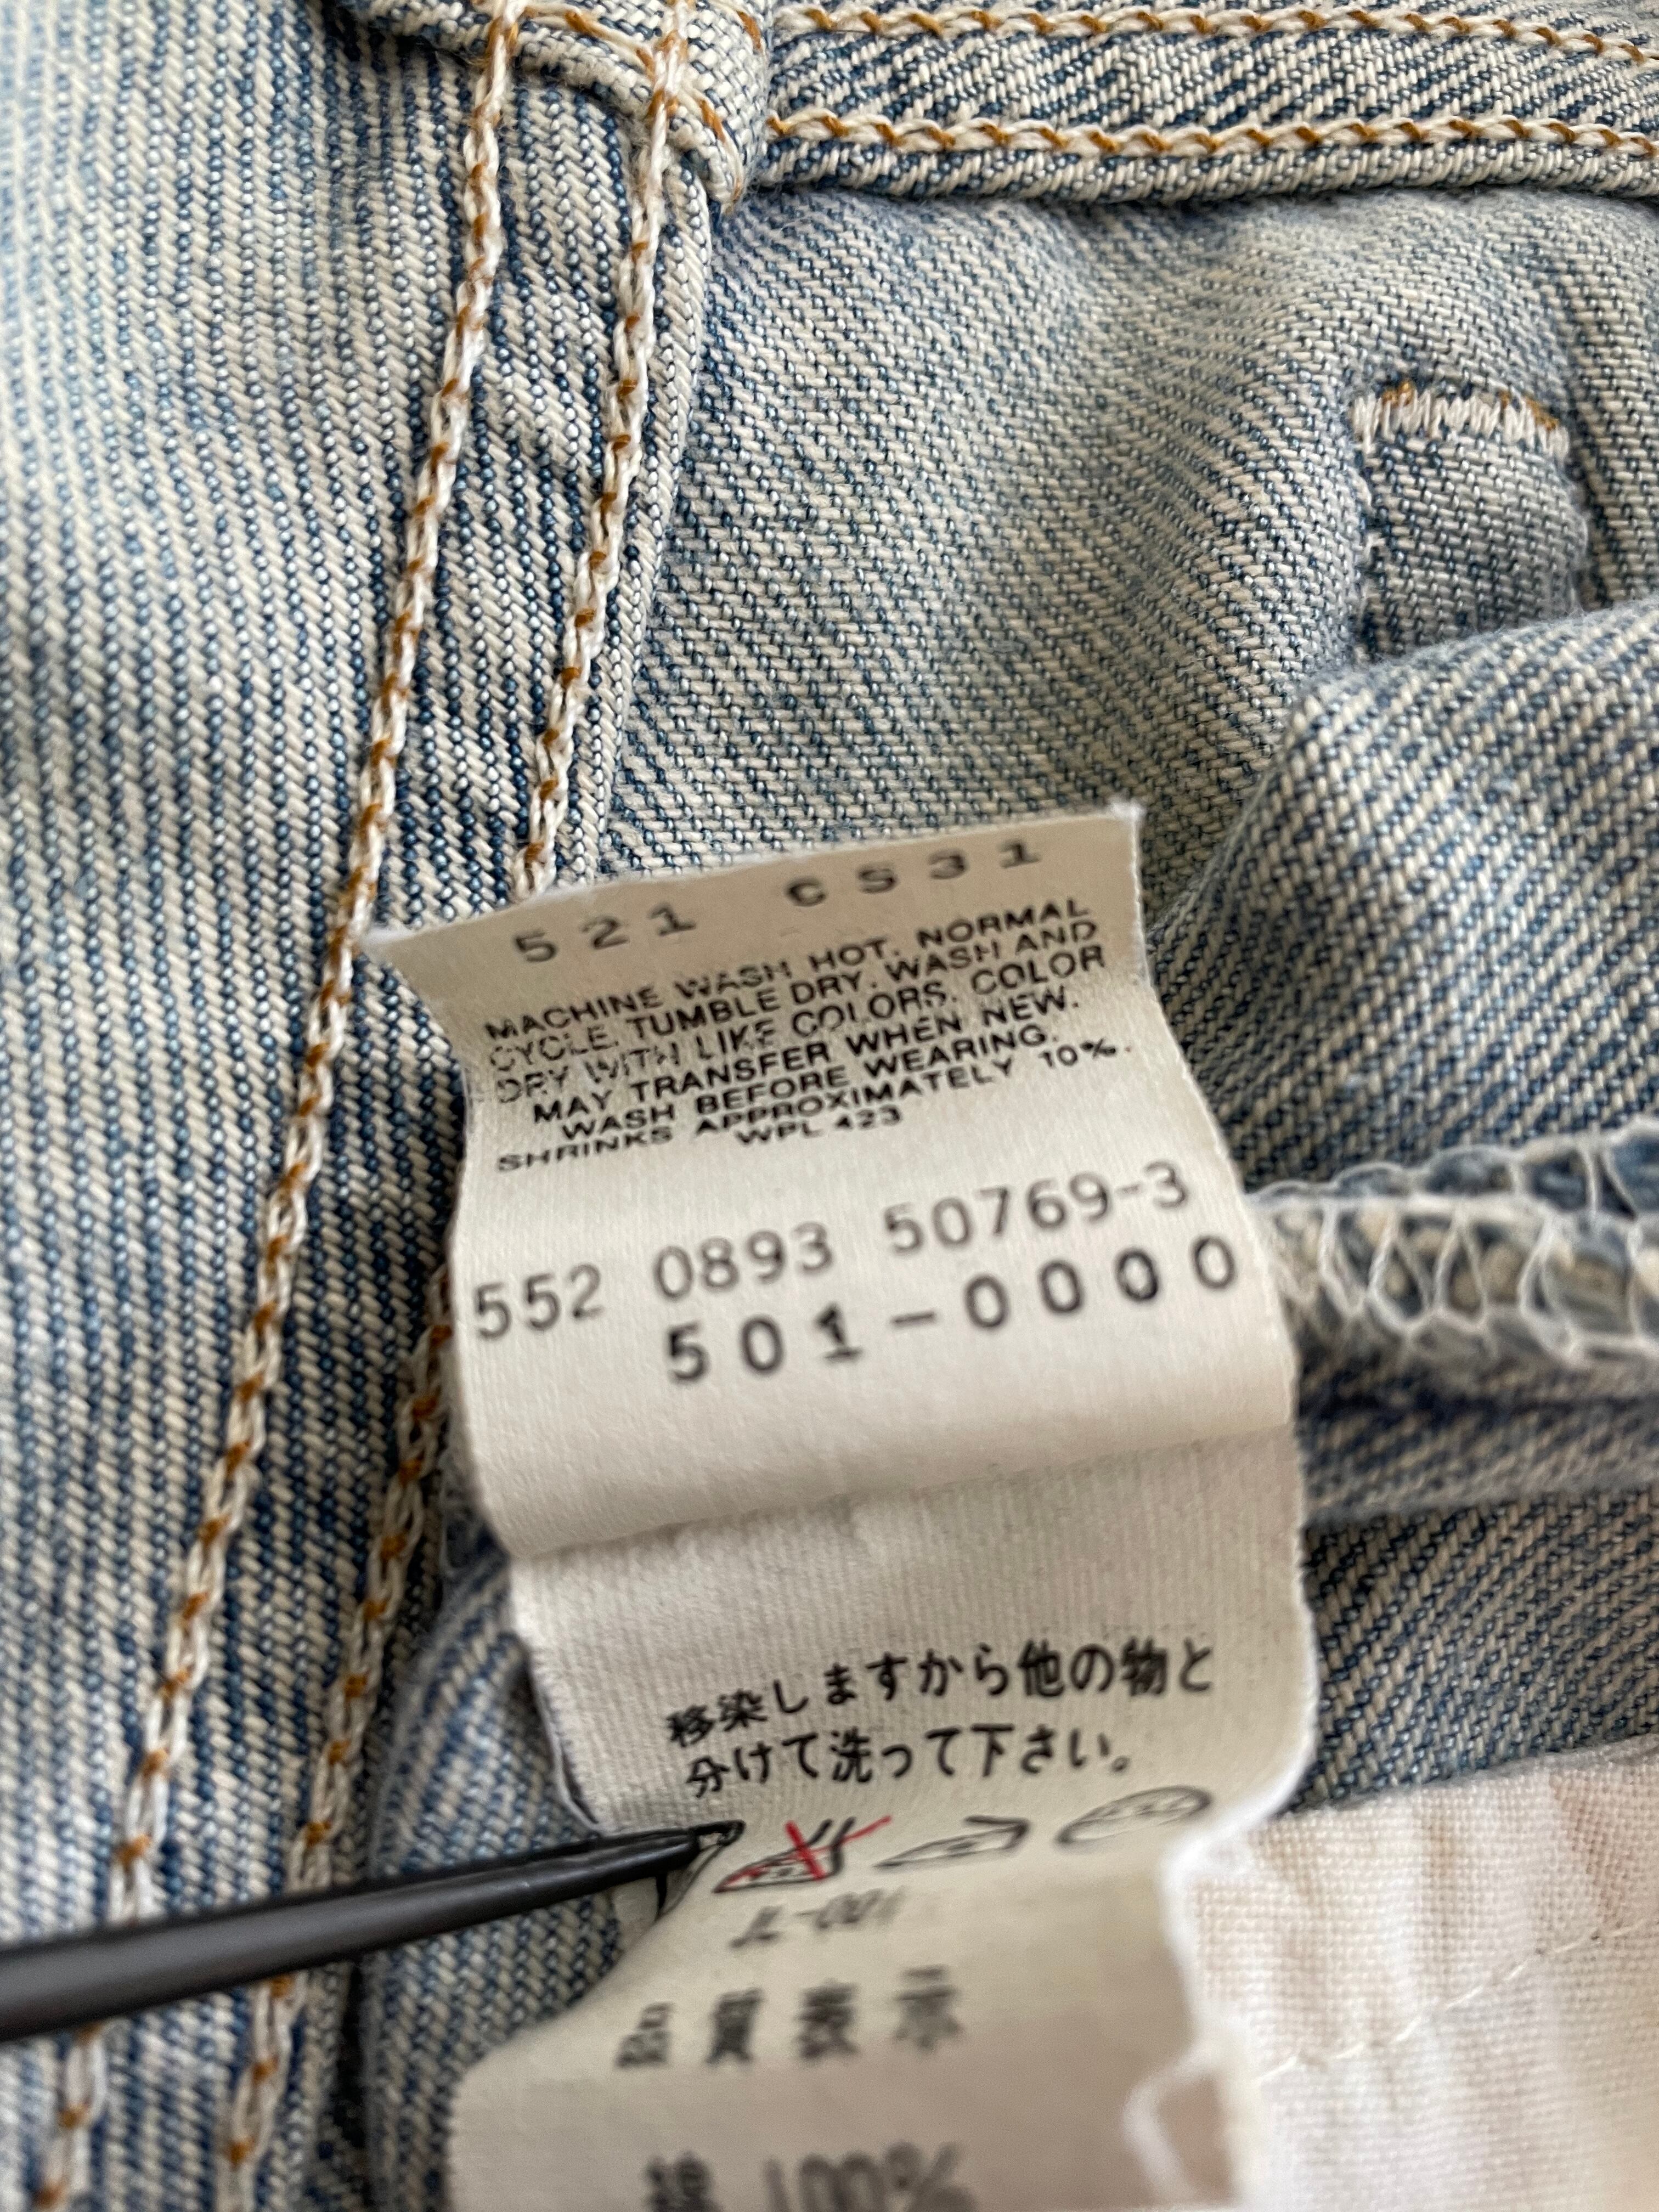 521 CS31
MACHINE WASH HOT, NORMAL
CYCLE, TUMBLE DRY. WASH AND
DRY WITH LIKE COLORS. COLOR
MAY TRANSFER WHEN NEW.
WASH BEFORE WEARING.
SHRINKS APPROXIMATELY 10%.
WPL 423
552 0893 50769-3
501-0000
移染しますから他の物と
分けて洗って下さい。
JL-001
品質表示
綿 100%